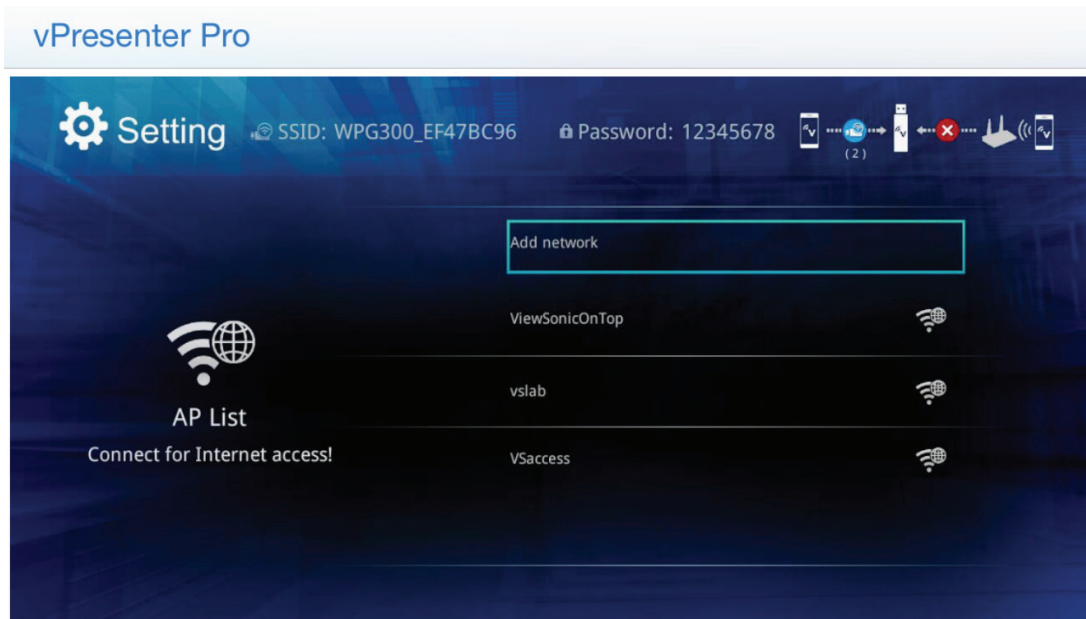 vPresenter Pro
Setting SSID: WPG300_EF47BC96 Password: 12345678
(2)
Add network
ViewSonicOnTop
vslab
AP List
Connect for Internet access!
VSaccess